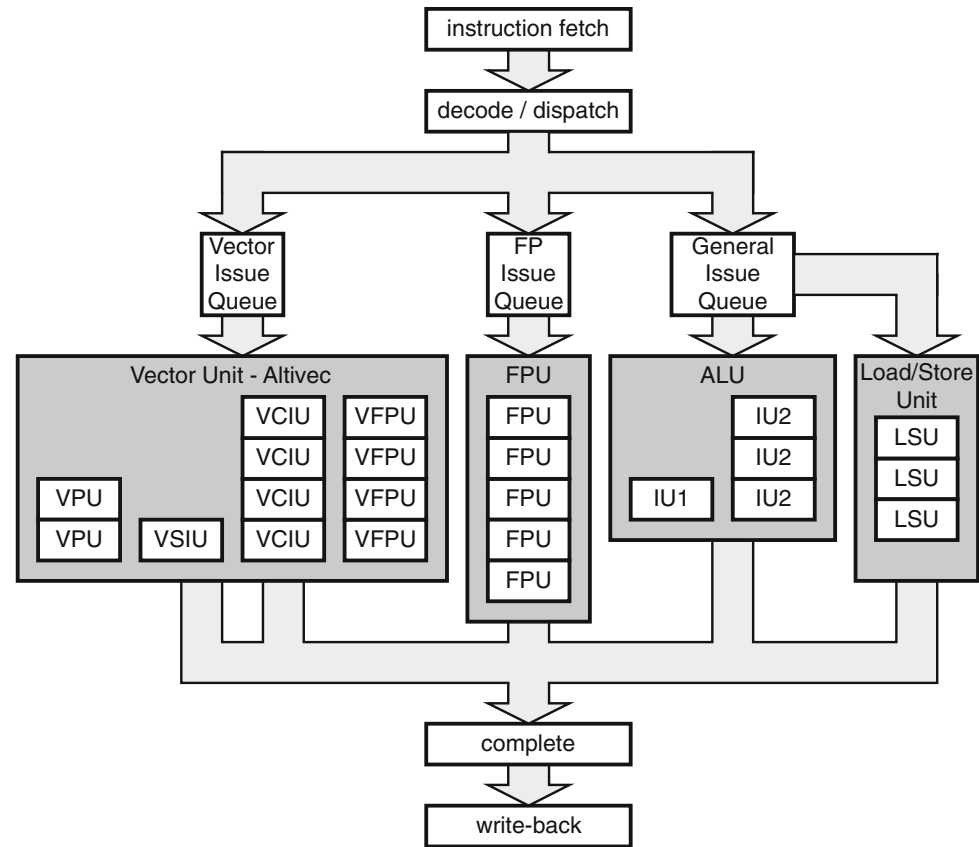 instruction fetch
decode / dispatch
Vector
Issue
Queue
FP
Issue
Queue
General
Issue
Queue
Vector Unit - Altivec
VPU
VPU
VSIU
VCIU
VCIU
VCIU
VCIU
VFPU
VFPU
VFPU
VFPU
FPU
FPU
FPU
FPU
FPU
FPU
ALU
IU1
IU2
IU2
IU2
Load/Store
Unit
LSU
LSU
LSU
complete
write-back